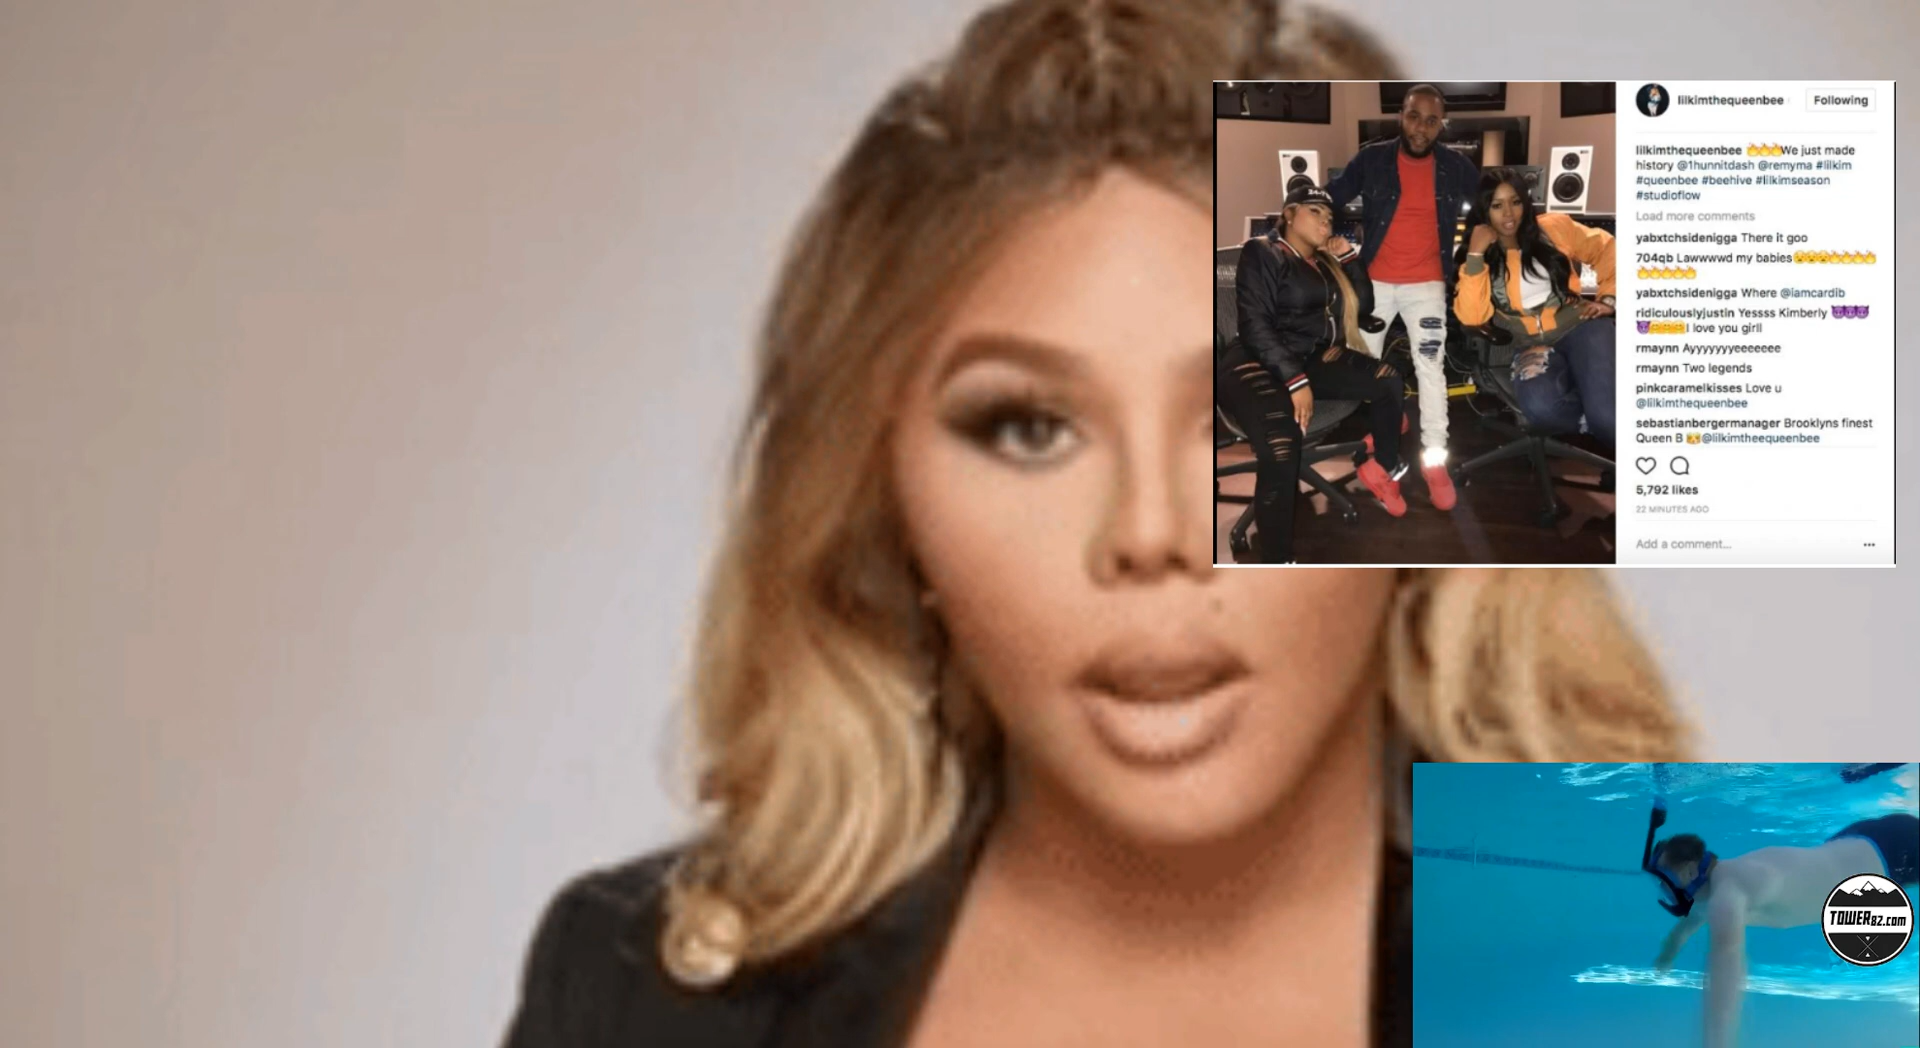 lilkimthequeenbee
Following
lilkimthequeenbee 🔥🔥🔥We just made
history @1hunnitdash @remyma #lilkim
#queenbee #beehive #lilkimseason
#studioflow
Load more comments
yabxtchsidenigga There it goo
704qb Lawwwwd my babies😩😩😩🔥🔥🔥🔥
🔥🔥🔥🔥🔥
yabxtchsidenigga Where @iamcardib
ridiculouslyjustin Yessss Kimberly 😈😈😈
😈🤗🤗🤗I love you girll
rmaynn Ayyyyyyyeeeeeee
rmaynn Two legends
pinkcaramelkisses Love u
@lilkimthequeenbee
sebastianbergermanager Brooklyns finest
Queen B 🐝@lilkimtheequeenbee
5,792 likes
22 MINUTES AGO
Add a comment...
TOWER82.com